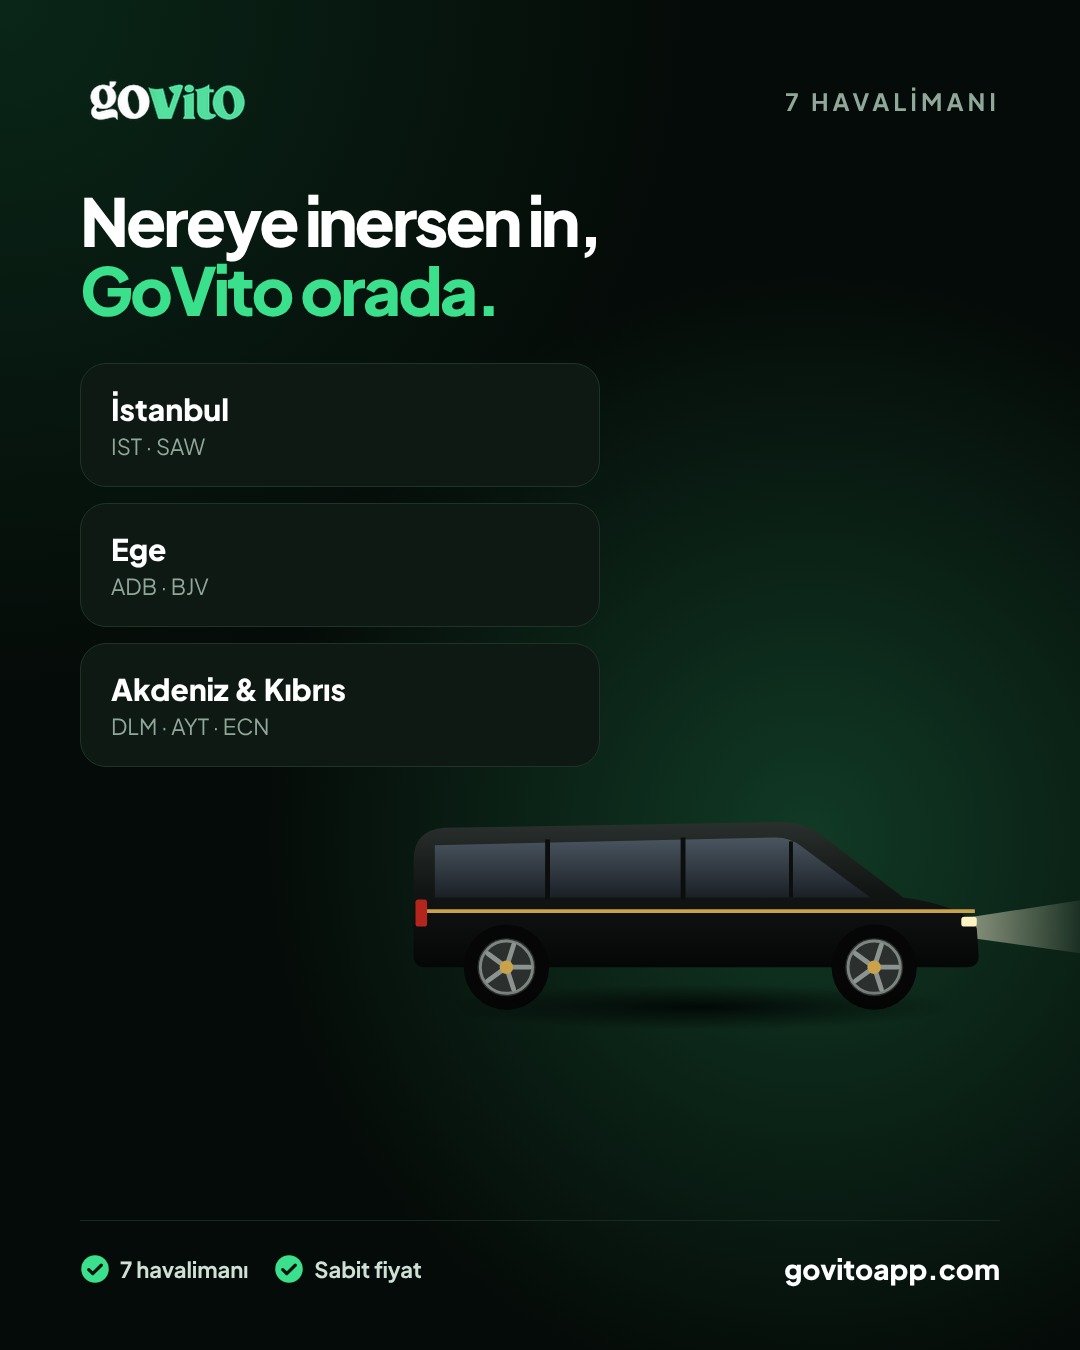 govito
7 HAVALİMANI
Nereye inersen in,
GoVito orada.
İstanbul
IST · SAW
Ege
ADB · BJV
Akdeniz & Kıbrıs
DLM · AYT · ECN
7 havalimanı
Sabit fiyat
govitoapp.com